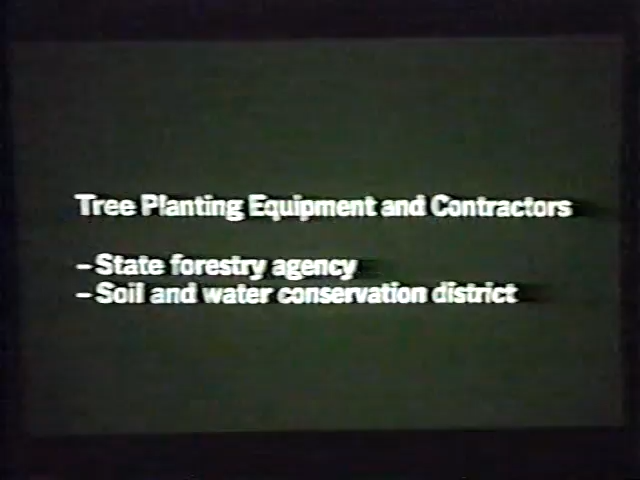 Tree Planting Equipment and Contractors
– State forestry agency
– Soil and water conservation district